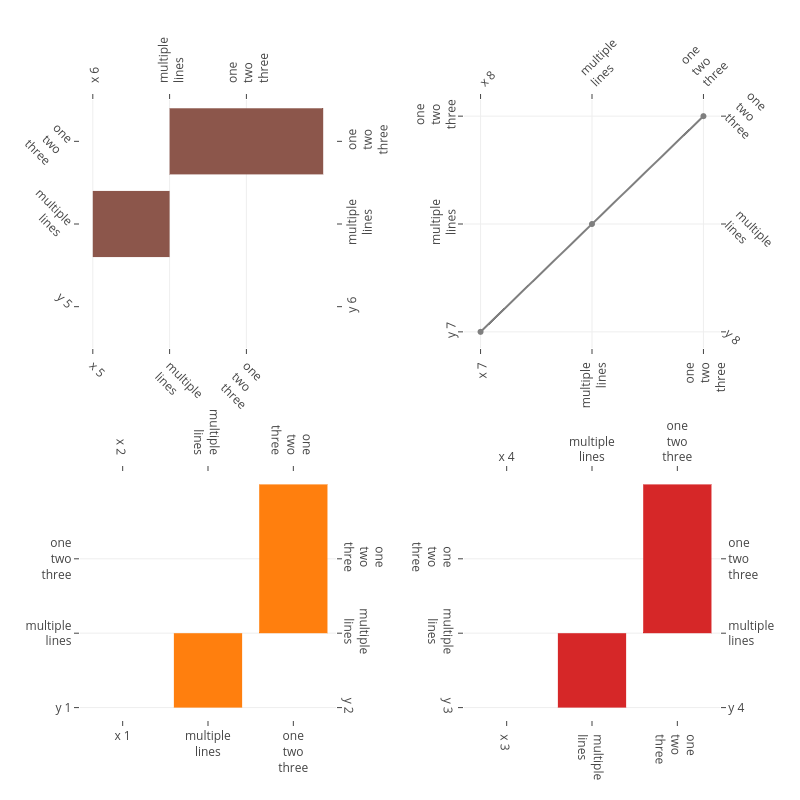 x 6
multiple
lines
one
two
three
one
two
three
multiple
lines
y 5
one
two
three
multiple
lines
y 6
x 5
multiple
lines
one
two
three
x 8
multiple
lines
one
two
three
one
two
three
multiple
lines
y 7
one
two
three
multiple
lines
y 8
x 7
multiple
lines
one
two
three
x 2
multiple
lines
one
two
three
one
two
three
multiple
lines
y 1
one
two
three
multiple
lines
y 2
x 1
multiple
lines
one
two
three
x 4
multiple
lines
one
two
three
one
two
three
multiple
lines
y 3
one
two
three
multiple
lines
y 4
x 3
multiple
lines
one
two
three